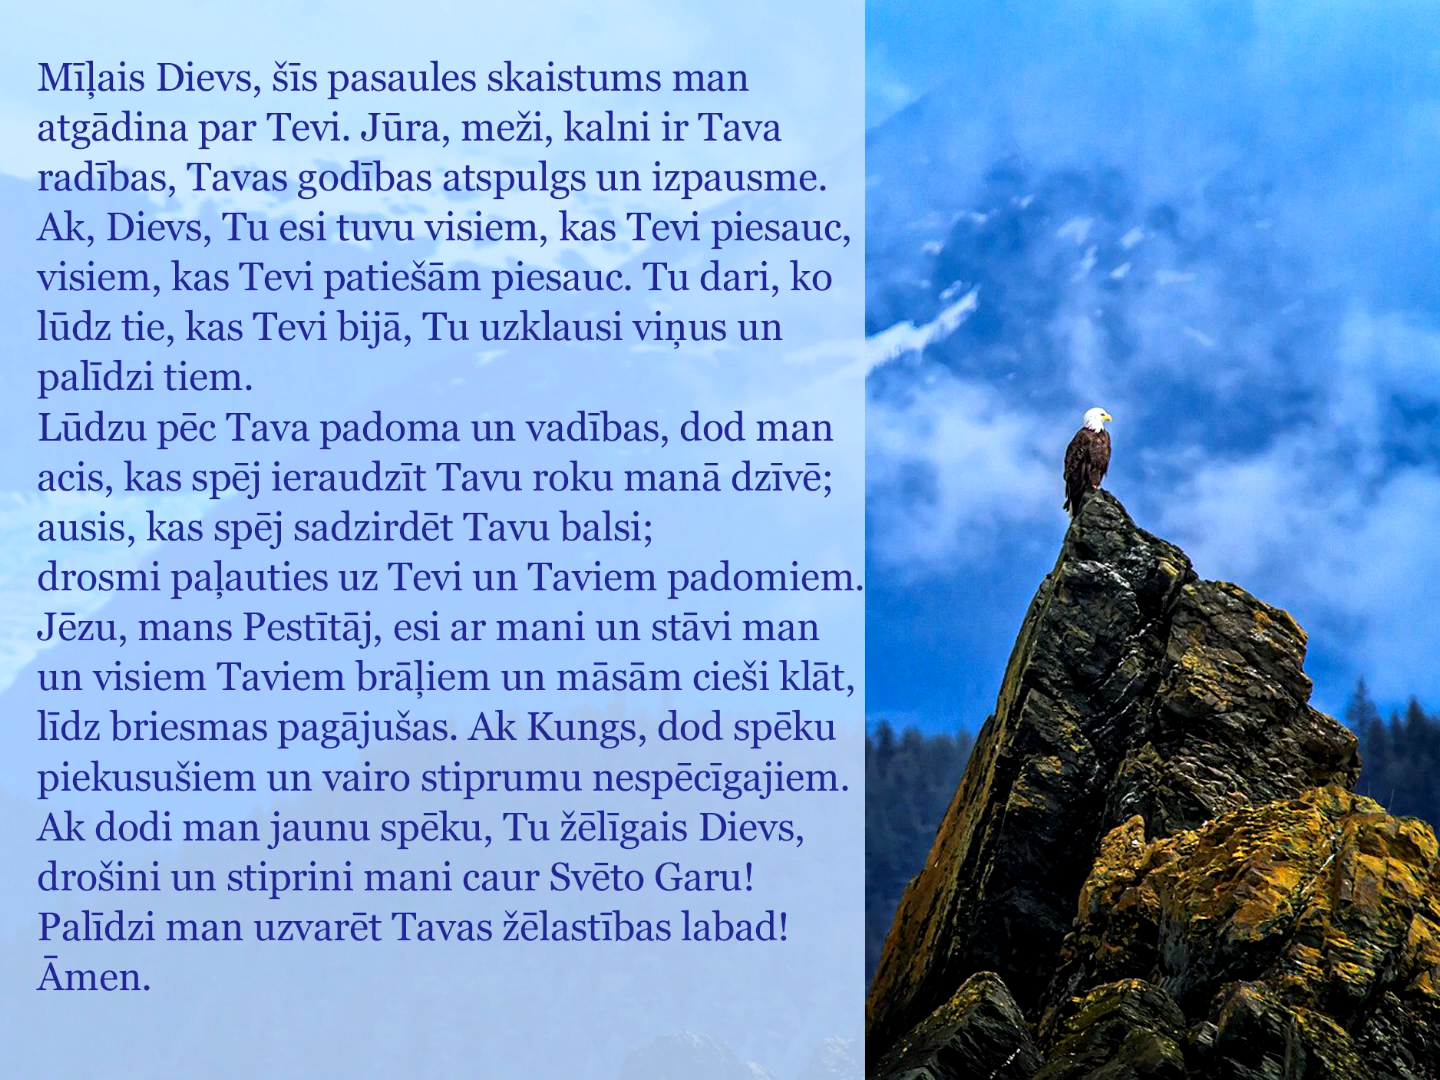 Mīļais Dievs, šīs pasaules skaistums man
atgādina par Tevi. Jūra, meži, kalni ir Tava
radības, Tavas godības atspulgs un izpausme.
Ak, Dievs, Tu esi tuvu visiem, kas Tevi piesauc,
visiem, kas Tevi patiešām piesauc. Tu dari, ko
lūdz tie, kas Tevi bijā, Tu uzklausi viņus un
palīdzi tiem.
Lūdzu pēc Tava padoma un vadības, dod man
acis, kas spēj ieraudzīt Tavu roku manā dzīvē;
ausis, kas spēj sadzirdēt Tavu balsi;
drosmi paļauties uz Tevi un Taviem padomiem.
Jēzu, mans Pestītāj, esi ar mani un stāvi man
un visiem Taviem brāļiem un māsām cieši klāt,
līdz briesmas pagājušas. Ak Kungs, dod spēku
piekusušiem un vairo stiprumu nespēcīgajiem.
Ak dodi man jaunu spēku, Tu žēlīgais Dievs,
drošini un stiprini mani caur Svēto Garu!
Palīdzi man uzvarēt Tavas žēlastības labad!
Āmen.